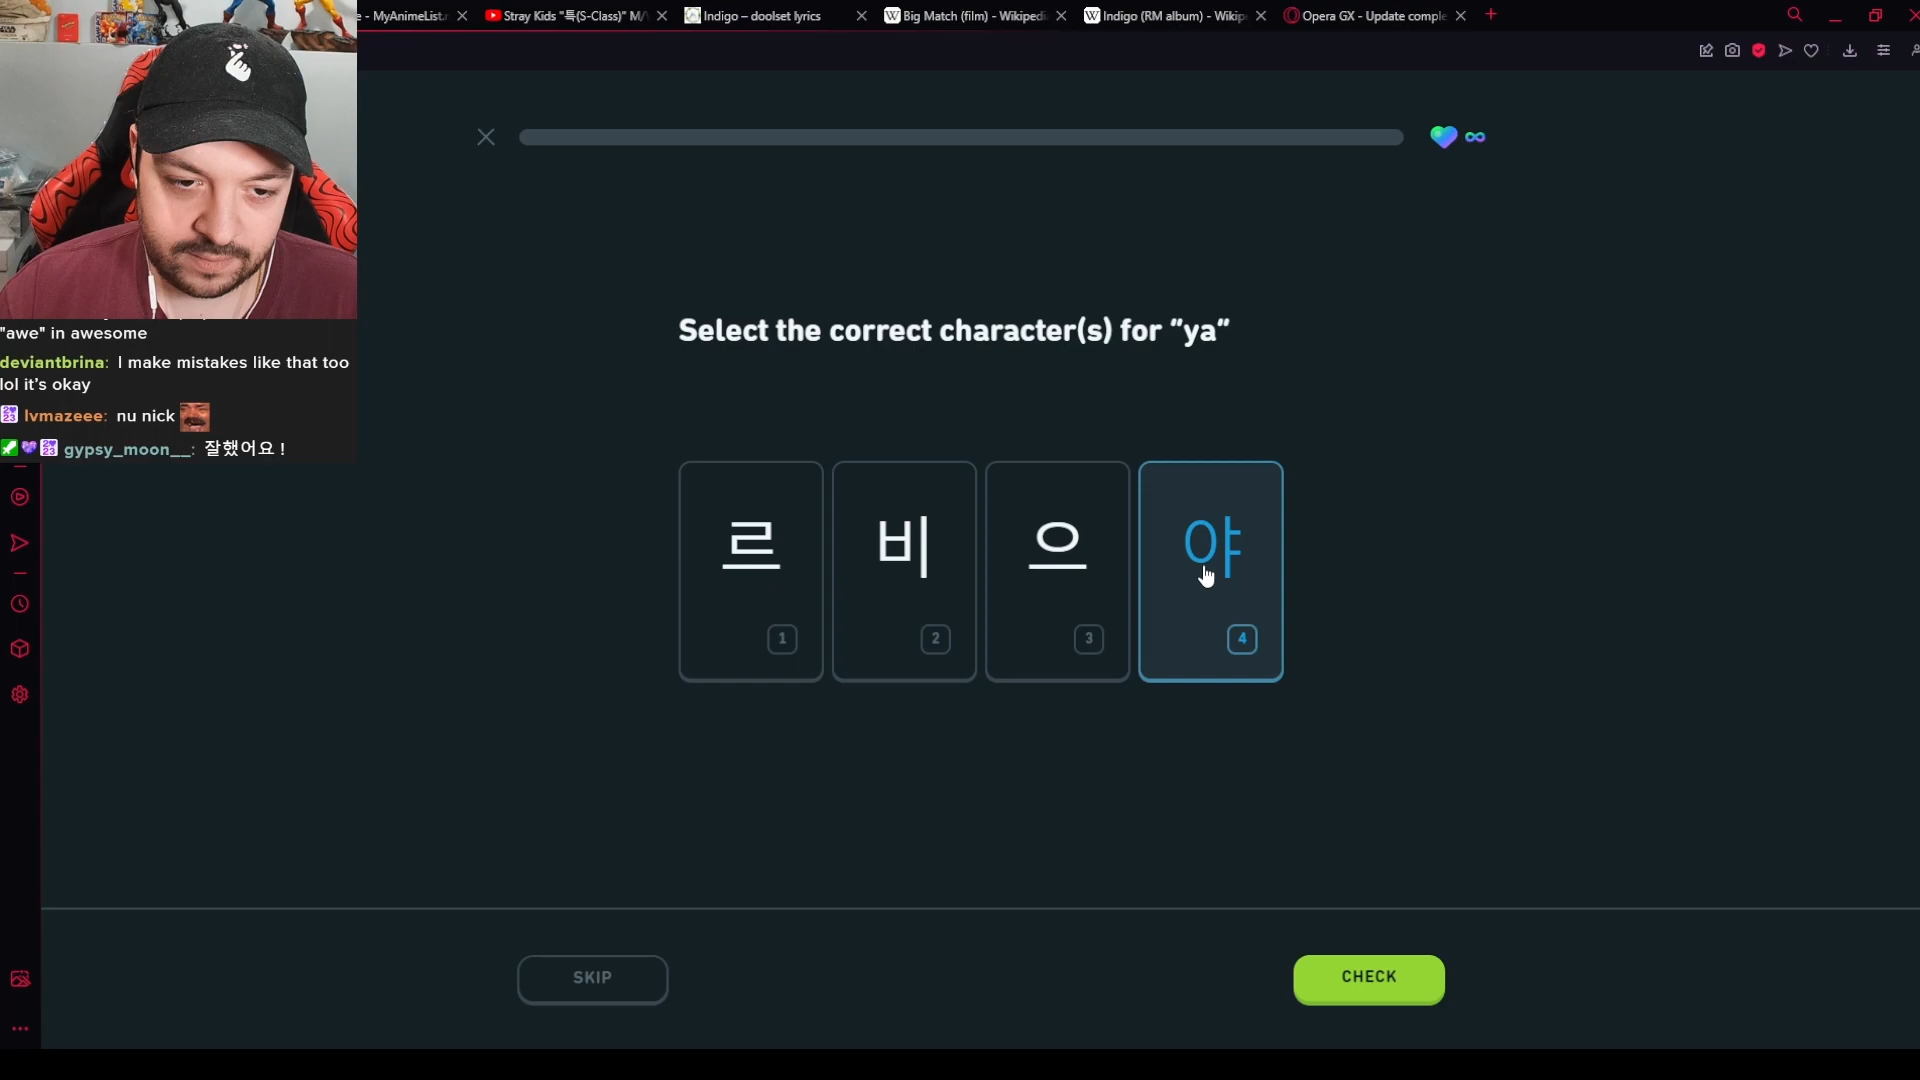 e - MyAnimeList.
Stray Kids "특(S-Class)" M/
Indigo – doolset lyrics
Big Match (film) - Wikipedi
Indigo (RM album) - Wikip
Opera GX - Update comple
"awe" in awesome
deviantbrina: I make mistakes like that too
lol it's okay
lvmazeee: nu nick
gypsy_moon__: 잘했어요 !
Select the correct character(s) for "ya"
르
1
비
2
으
3
야
4
SKIP
CHECK